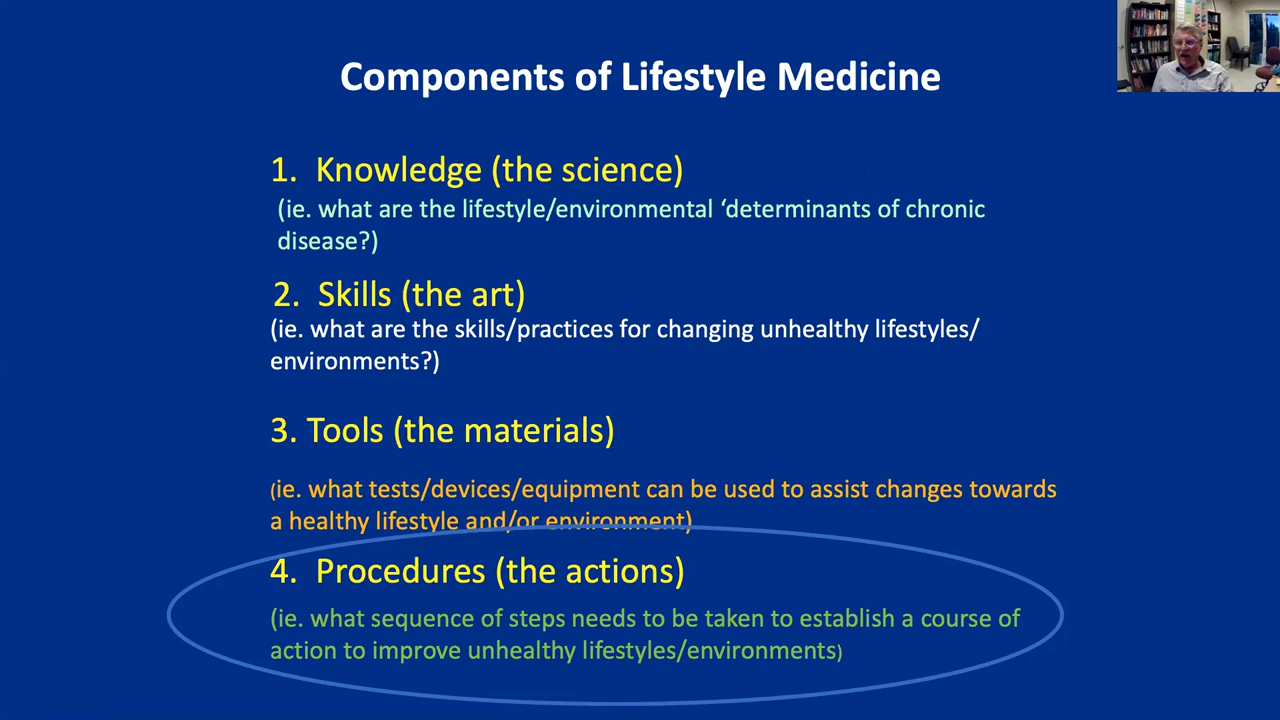 Components of Lifestyle Medicine
1. Knowledge (the science)
(ie. what are the lifestyle/environmental ‘determinants of chronic
disease?)
2. Skills (the art)
(ie. what are the skills/practices for changing unhealthy lifestyles/
environments?)
3. Tools (the materials)
(ie. what tests/devices/equipment can be used to assist changes towards
a healthy lifestyle and/or environment)
4. Procedures (the actions)
(ie. what sequence of steps needs to be taken to establish a course of
action to improve unhealthy lifestyles/environments)